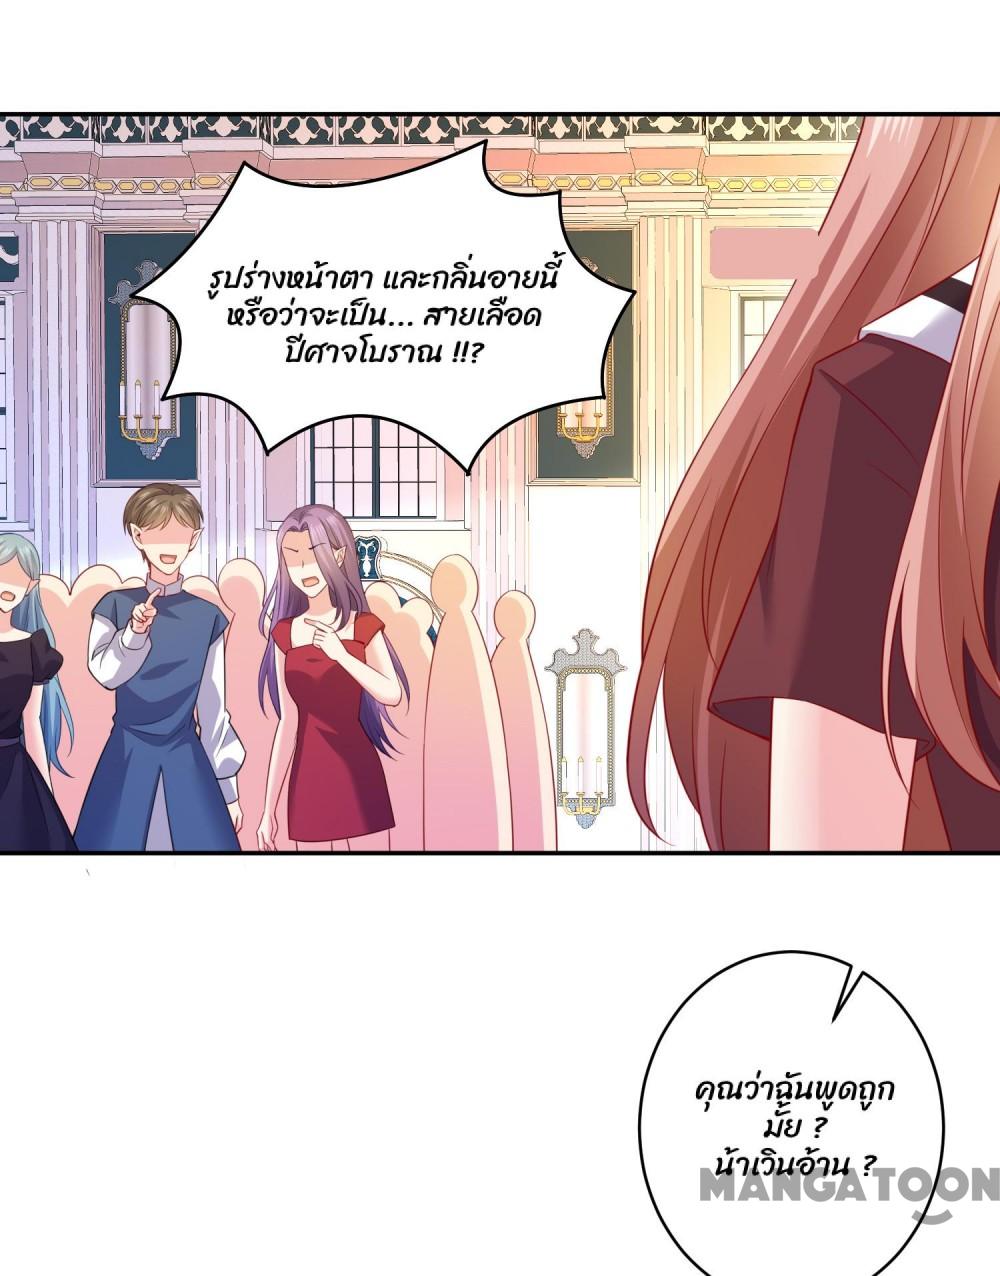 รูปร่างหน้าตา และกลิ่นอายนี้
หรือว่าจะเป็น... สายเลือด
ปีศาจโบราณ !!?
คุณว่าฉันพูดถูก
มั้ย ?
น้าเวินอ้าน ?
MANGATOON